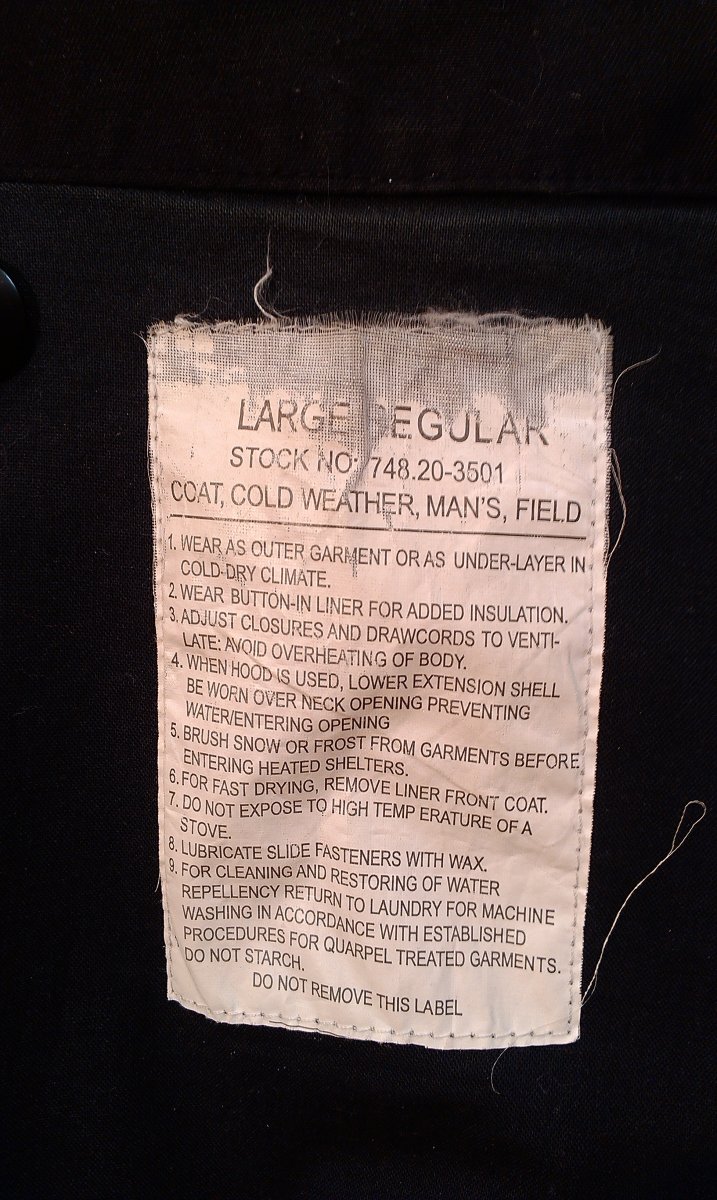 LARGE REGULAR
STOCK NO: 748.20-3501
COAT, COLD WEATHER, MAN'S, FIELD
1. WEAR AS OUTER GARMENT OR AS UNDER-LAYER IN
COLD-DRY CLIMATE.
2. WEAR BUTTON-IN LINER FOR ADDED INSULATION.
3. ADJUST CLOSURES AND DRAWCORDS TO VENTI-
LATE: AVOID OVERHEATING OF BODY.
4. WHEN HOOD IS USED, LOWER EXTENSION SHELL
BE WORN OVER NECK OPENING PREVENTING
WATER/ENTERING OPENING
5. BRUSH SNOW OR FROST FROM GARMENTS BEFORE
ENTERING HEATED SHELTERS.
6. FOR FAST DRYING, REMOVE LINER FRONT COAT.
7. DO NOT EXPOSE TO HIGH TEMP ERATURE OF A
STOVE.
8. LUBRICATE SLIDE FASTENERS WITH WAX.
9. FOR CLEANING AND RESTORING OF WATER
REPELLENCY RETURN TO LAUNDRY FOR MACHINE
WASHING IN ACCORDANCE WITH ESTABLISHED
PROCEDURES FOR QUARPEL TREATED GARMENTS.
DO NOT STARCH.
DO NOT REMOVE THIS LABEL